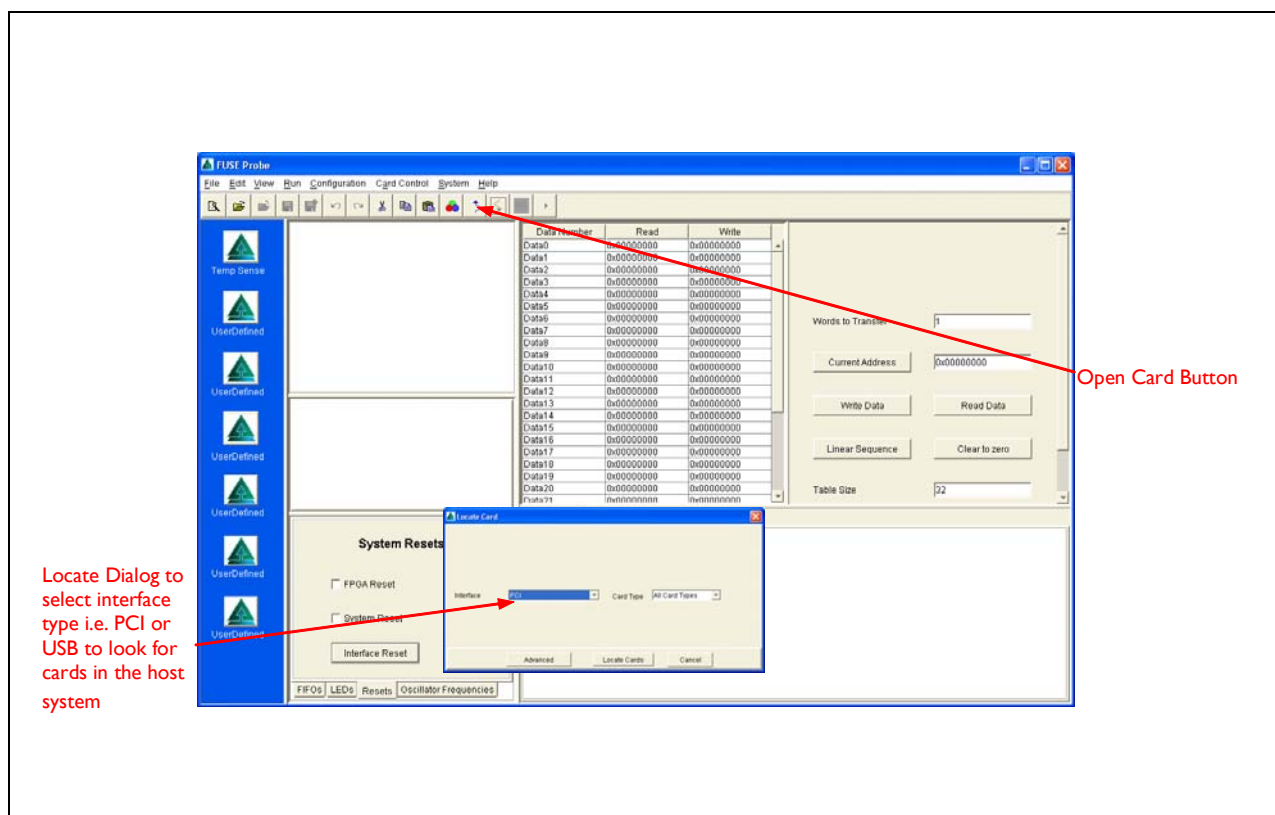 FUSE Probe
File Edit View Run Configuration Card Control System Help
Temp Sense
UserDefined
UserDefined
UserDefined
UserDefined
UserDefined
UserDefined
Data Number Read Write
Data0 0x00000000 0x00000000
Data1 0x00000000 0x00000000
Data2 0x00000000 0x00000000
Data3 0x00000000 0x00000000
Data4 0x00000000 0x00000000
Data5 0x00000000 0x00000000
Data6 0x00000000 0x00000000
Data7 0x00000000 0x00000000
Data8 0x00000000 0x00000000
Data9 0x00000000 0x00000000
Data10 0x00000000 0x00000000
Data11 0x00000000 0x00000000
Data12 0x00000000 0x00000000
Data13 0x00000000 0x00000000
Data14 0x00000000 0x00000000
Data15 0x00000000 0x00000000
Data16 0x00000000 0x00000000
Data17 0x00000000 0x00000000
Data18 0x00000000 0x00000000
Data19 0x00000000 0x00000000
Data20 0x00000000 0x00000000
Data21 0x00000000 0x00000000
Words to Transfer 1
Current Address 0x00000000
Write Data Read Data
Linear Sequence Clear to zero
Table Size 32
Open Card Button
System Resets
FPGA Reset
System Reset
Interface Reset
FIFOs LEDs Resets Oscillator Frequencies
Locate Card
Interface PCI Card Type All Card Types
Advanced Locate Cards Cancel
Locate Dialog to
select interface
type i.e. PCI or
USB to look for
cards in the host
system